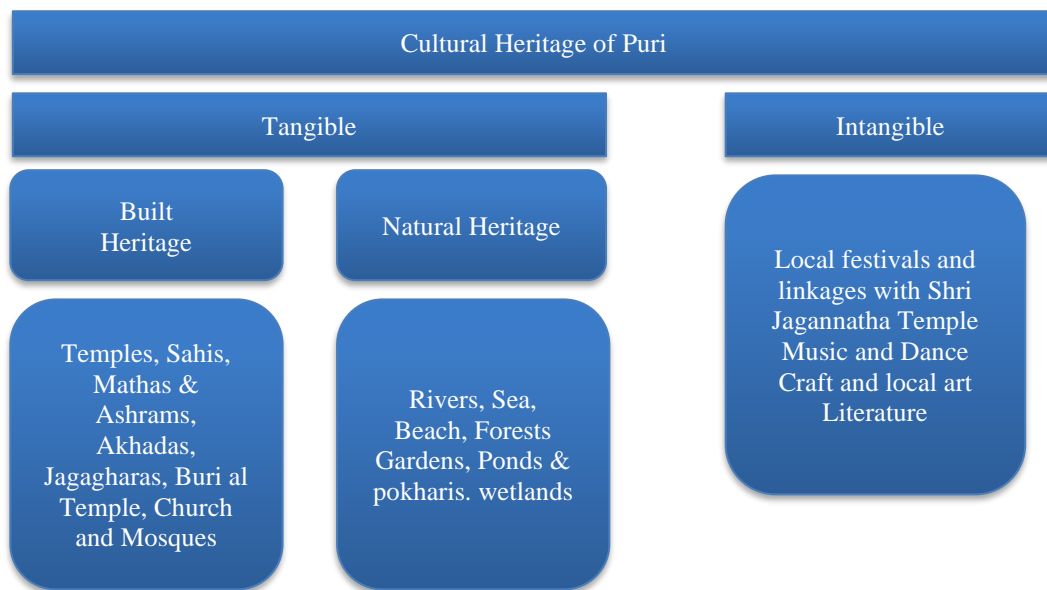 Cultural Heritage of Puri
Tangible
Intangible
Built
Heritage
Natural Heritage
Temples, Sahis,
Mathas &
Ashrams,
Akhadas,
Jagagharas, Buri al
Temple, Church
and Mosques
Rivers, Sea,
Beach, Forests
Gardens, Ponds &
pokharis. wetlands
Local festivals and
linkages with Shri
Jagannatha Temple
Music and Dance
Craft and local art
Literature